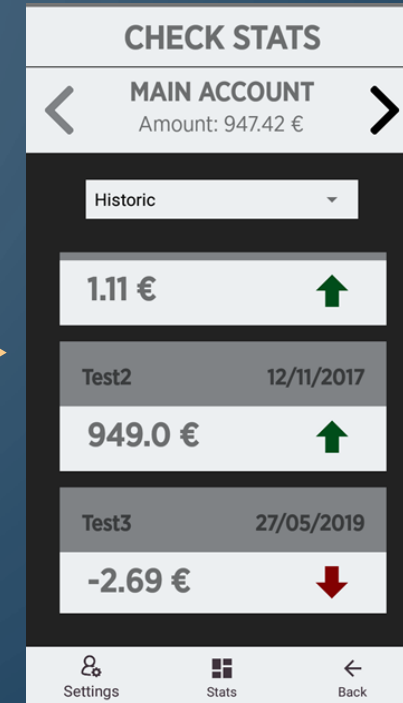 CHECK STATS
MAIN ACCOUNT
Amount: 947.42 €
Historic
1.11 €
Test2 12/11/2017
949.0 €
Test3 27/05/2019
-2.69 €
Settings Stats Back